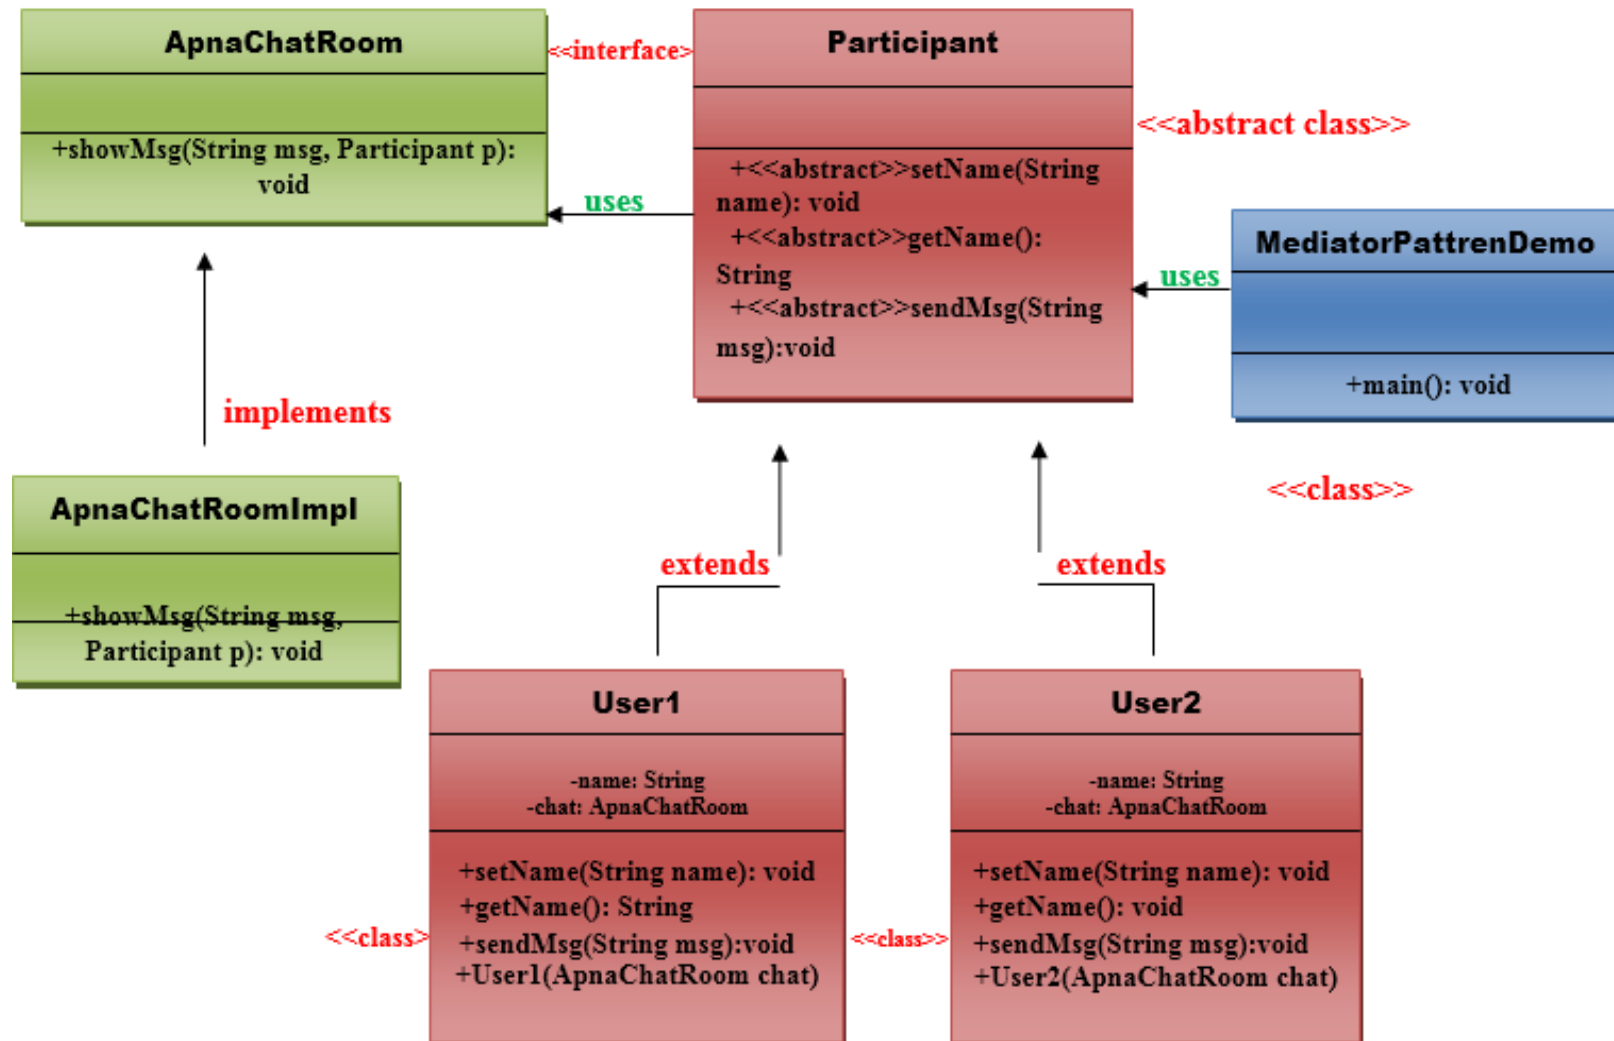 ApnaChatRoom
<<interface>
+showMsg(String msg, Participant p):
void
Participant
<<abstract class>>
+<<abstract>>setName(String
name): void
+<<abstract>>getName():
String
+<<abstract>>sendMsg(String
msg):void
uses
uses
MediatorPattrenDemo
+main(): void
<<class>>
implements
ApnaChatRoomImpl
+showMsg(String msg,
Participant p): void
extends
extends
User1
-name: String
-chat: ApnaChatRoom
+setName(String name): void
+getName(): String
+sendMsg(String msg):void
+User1(ApnaChatRoom chat)
<<class>
User2
-name: String
-chat: ApnaChatRoom
+setName(String name): void
+getName(): void
+sendMsg(String msg):void
+User2(ApnaChatRoom chat)
<<class>>